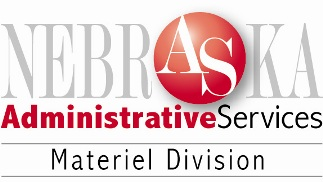 NEBRASKA
AdministrativeServices
Materiel Division